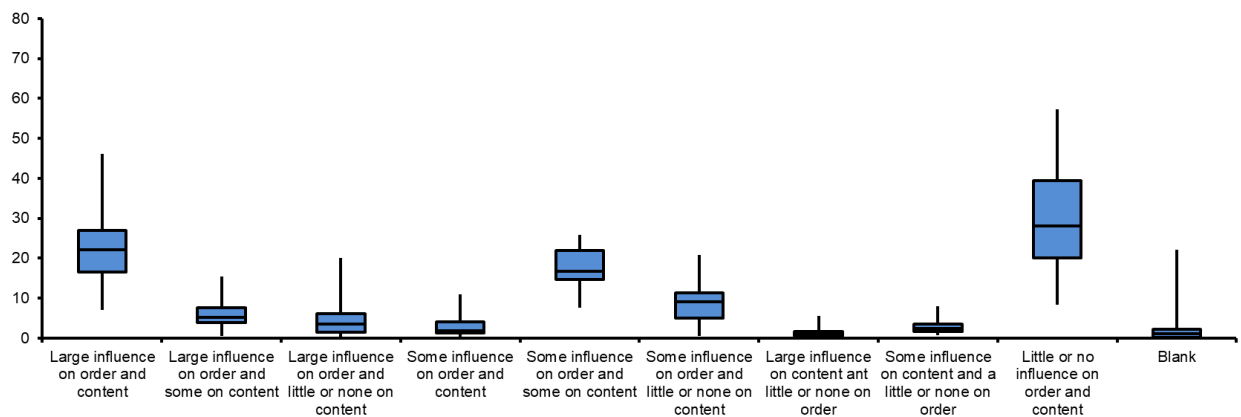 80
70
60
50
40
30
20
10
0
Large influence
on order and
content
Large influence
on order and
some on content
Large influence
on order and
little or none on
content
Some influence
on order and
content
Some influence
on order and
some on content
Some influence
on order and
little or none on
content
Large influence
on content ant
little or none on
order
Some influence
on content and a
little or none on
order
Little or no
influence on
order and
content
Blank